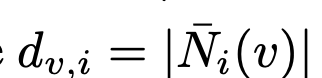 d_{v,i} = |N̄_i(v)|